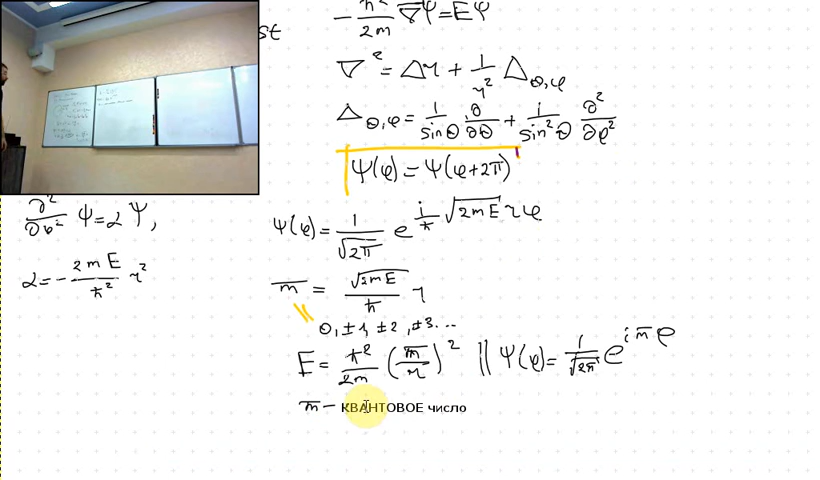 st
-ħ²/2m ∇Ψ = EΨ
∇² = Δr + 1/r² Δθ,φ
Δθ,φ = 1/sinθ ∂/∂θ + 1/sin²θ ∂²/∂φ²
Ψ(φ) = Ψ(φ+2π)
∂²/∂φ² Ψ = αΨ,
α = - 2mE/ħ² r²
Ψ(φ) = 1/√2π e^(i/ħ √2mE rφ)
m̅ = √2mE/ħ r
0, ±1, ±2, ±3...
E = ħ²/2m (m̅/r)² || Ψ(φ) = 1/√2π e^(i m̅ φ)
m̅ - КВАНТОВОЕ число